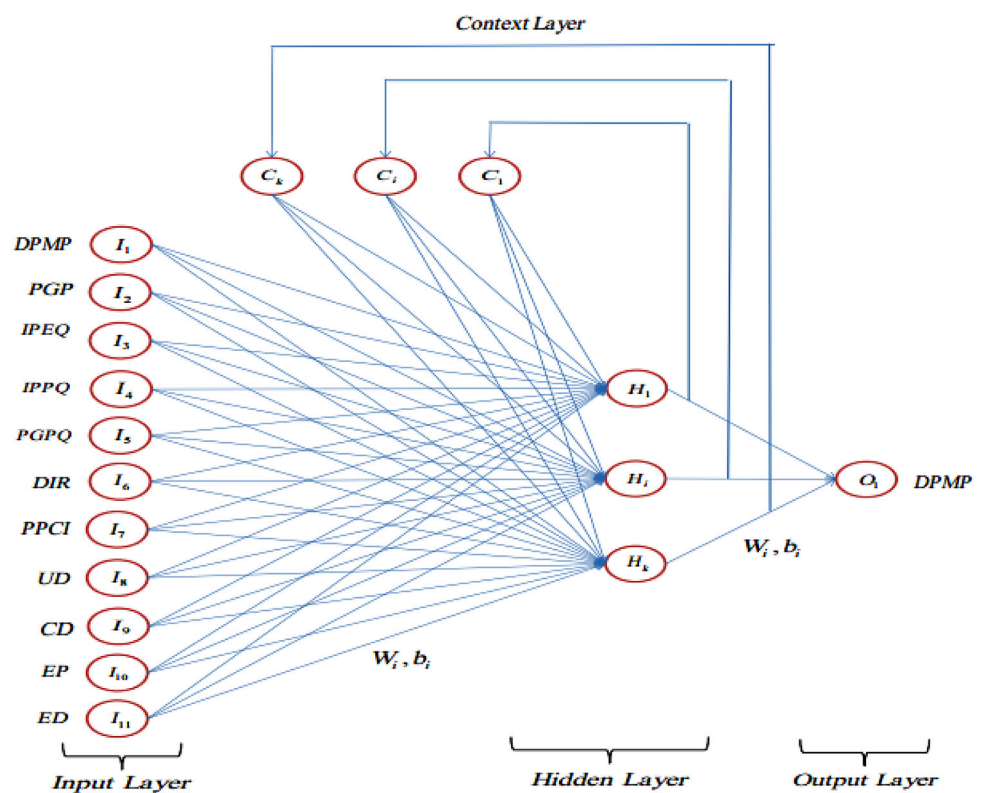 Context Layer
C_k
C_i
C_1
DPMP I_1
PGP I_2
IPEQ I_3
IPPQ I_4
PGPQ I_5
DIR I_6
PPCI I_7
UD I_8
CD I_9
EP I_10
ED I_11
H_1
H_i
H_k
O_1 DPMP
W_i , b_i
W_i , b_i
Input Layer
Hidden Layer
Output Layer